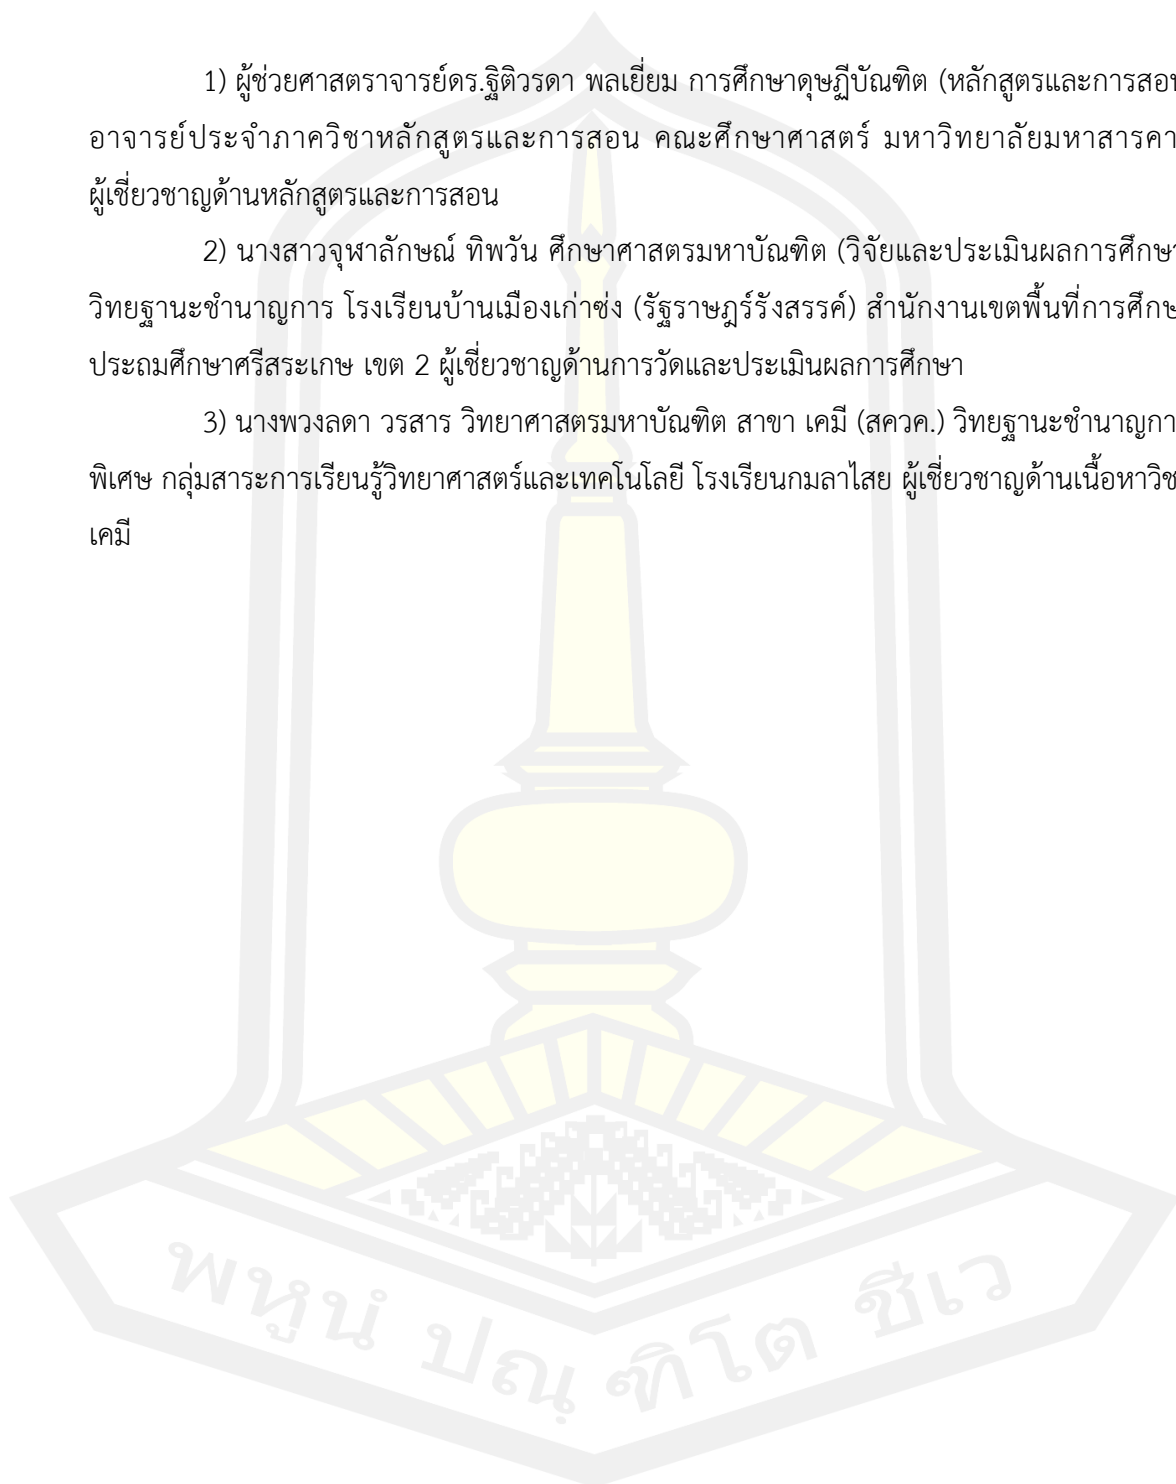 1) ผู้ช่วยศาสตราจารย์ดร.ฐิติวรดา พลเยี่ยม การศึกษาดุษฎีบัณฑิต (หลักสูตรและการสอน
อาจารย์ประจำภาควิชาหลักสูตรและการสอน คณะศึกษาศาสตร์ มหาวิทยาลัยมหาสารคา
ผู้เชี่ยวชาญด้านหลักสูตรและการสอน
2) นางสาวจุฬาลักษณ์ ทิพวัน ศึกษาศาสตรมหาบัณฑิต (วิจัยและประเมินผลการศึกษา
วิทยฐานะชำนาญการ โรงเรียนบ้านเมืองเก่าซ่ง (รัฐราษฎร์รังสรรค์) สำนักงานเขตพื้นที่การศึกษ
ประถมศึกษาศรีสระเกษ เขต 2 ผู้เชี่ยวชาญด้านการวัดและประเมินผลการศึกษา
3) นางพวงลดา วรสาร วิทยาศาสตรมหาบัณฑิต สาขา เคมี (สควค.) วิทยฐานะชำนาญกา
พิเศษ กลุ่มสาระการเรียนรู้วิทยาศาสตร์และเทคโนโลยี โรงเรียนกมลาไสย ผู้เชี่ยวชาญด้านเนื้อหาวิช
เคมี
พหูนํ ปณฺฑิโต ชีเว